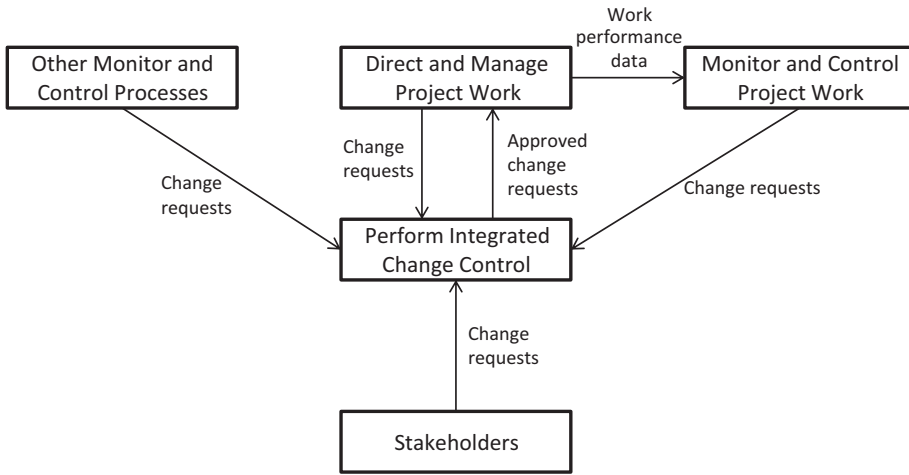 Work
performance
data
Other Monitor and
Control Processes
Direct and Manage
Project Work
Monitor and Control
Project Work
Change
requests
Change
requests
Approved
change
requests
Change requests
Perform Integrated
Change Control
Change
requests
Stakeholders